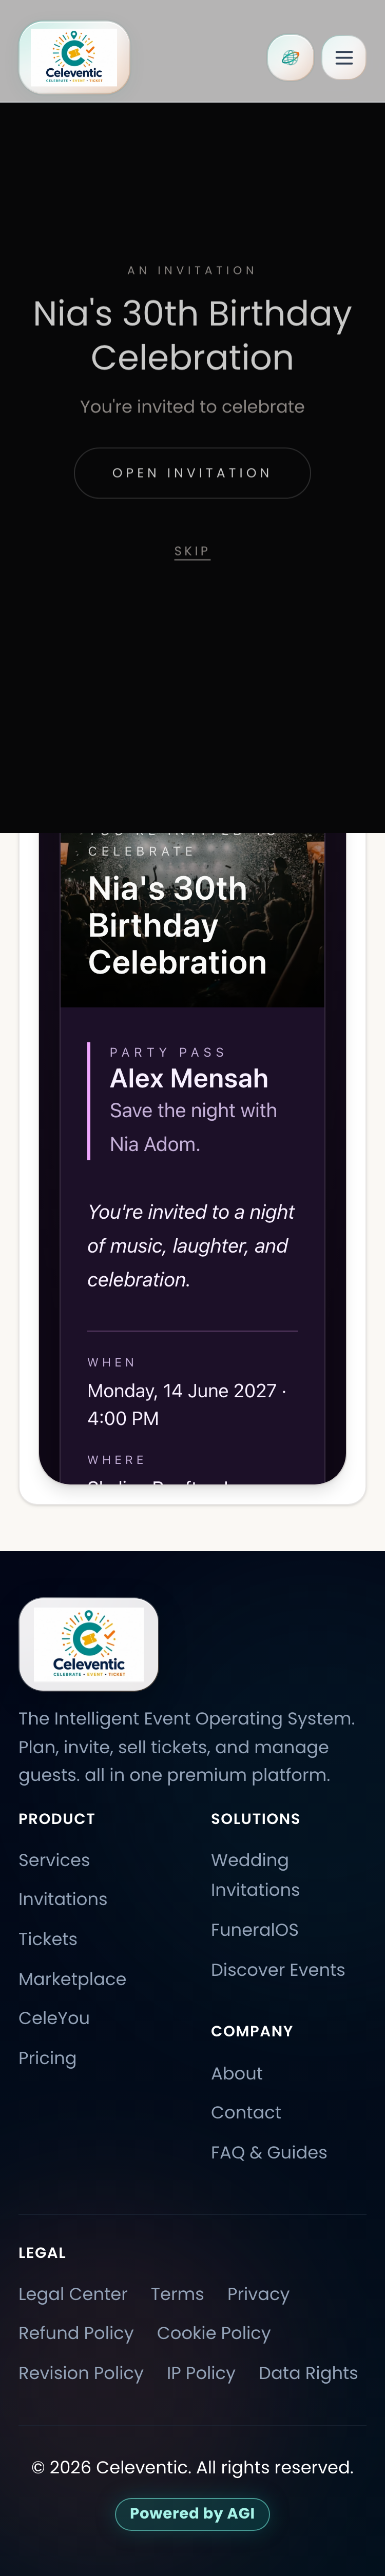 Celeventic
CELEBRATE • EVENT • TICKET
AN INVITATION
Nia's 30th Birthday
Celebration
You're invited to celebrate
OPEN INVITATION
SKIP
YOU'RE INVITED TO
CELEBRATE
Nia's 30th
Birthday
Celebration
PARTY PASS
Alex Mensah
Save the night with
Nia Adom.
You're invited to a night
of music, laughter, and
celebration.
WHEN
Monday, 14 June 2027 ·
4:00 PM
WHERE
Celeventic
CELEBRATE • EVENT • TICKET
The Intelligent Event Operating System.
Plan, invite, sell tickets, and manage
guests. all in one premium platform.
PRODUCT
Services
Invitations
Tickets
Marketplace
CeleYou
Pricing
SOLUTIONS
Wedding
Invitations
FuneralOS
Discover Events
COMPANY
About
Contact
FAQ & Guides
LEGAL
Legal Center Terms Privacy
Refund Policy Cookie Policy
Revision Policy IP Policy Data Rights
© 2026 Celeventic. All rights reserved.
Powered by AGI